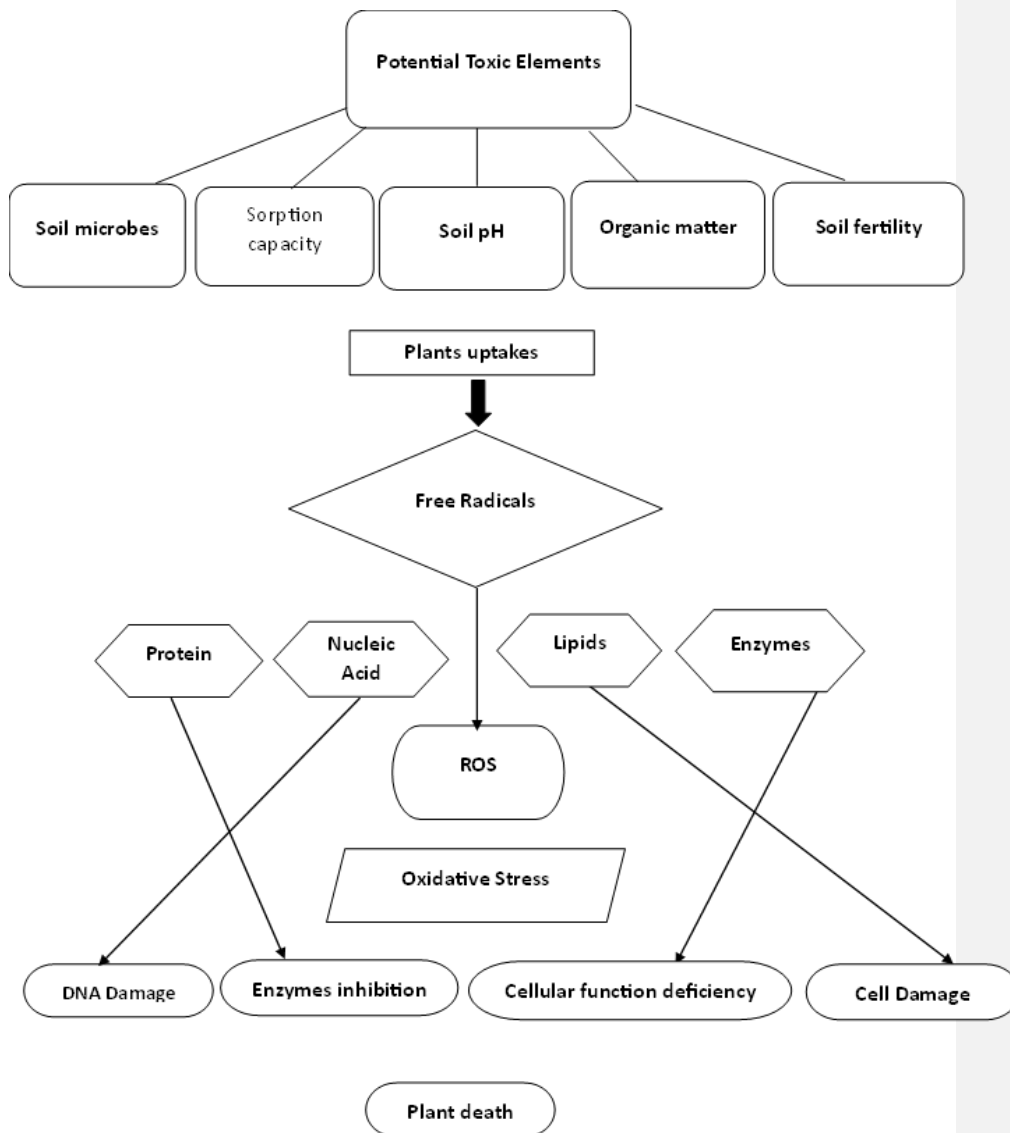 Potential Toxic Elements
Soil microbes
Sorption
capacity
Soil pH
Organic matter
Soil fertility
Plants uptakes
Free Radicals
Protein
Nucleic
Acid
Lipids
Enzymes
ROS
Oxidative Stress
DNA Damage
Enzymes inhibition
Cellular function deficiency
Cell Damage
Plant death